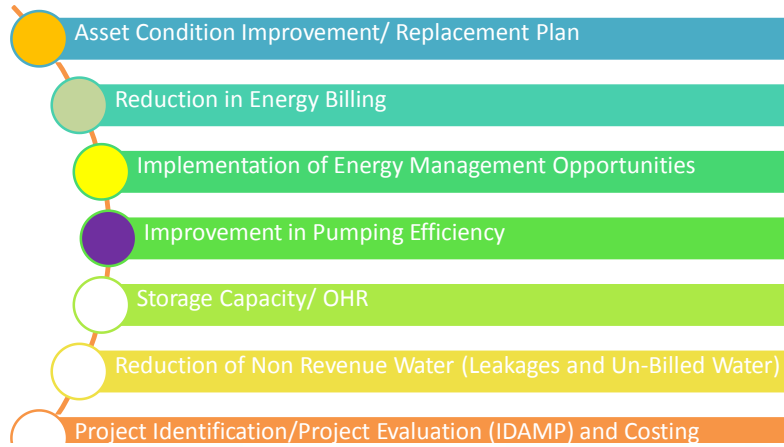 Asset Condition Improvement/ Replacement Plan
Reduction in Energy Billing
Implementation of Energy Management Opportunities
Improvement in Pumping Efficiency
Storage Capacity/ OHR
Reduction of Non Revenue Water (Leakages and Un-Billed Water)
Project Identification/Project Evaluation (IDAMP) and Costing